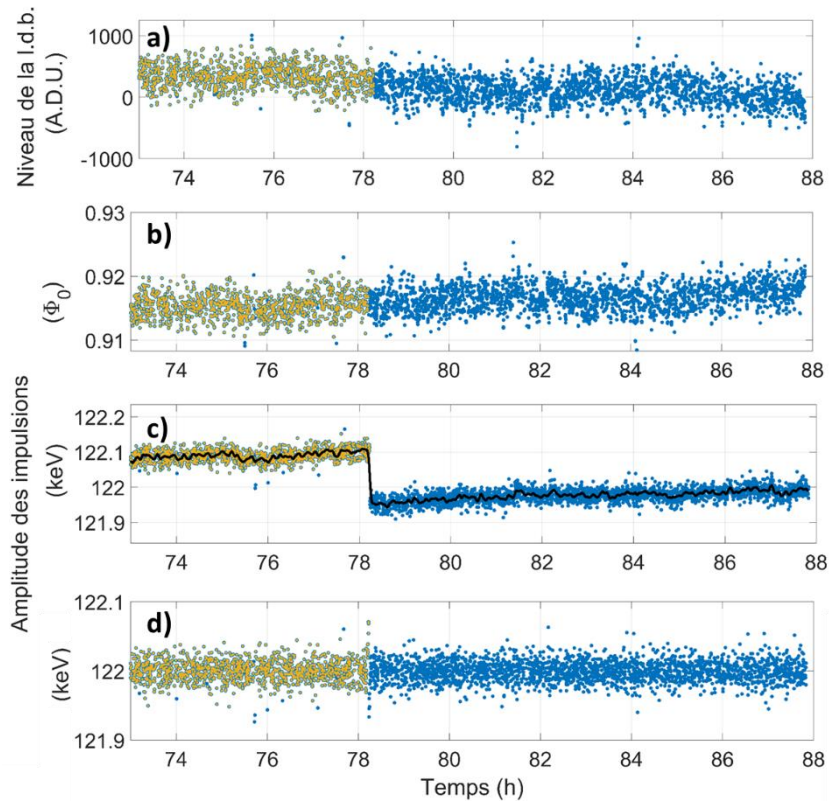 a)
Niveau de la l.d.b.
(A.D.U.)
1000
0
-1000
74 76 78 80 82 84 86 88
b)
(Φ_0)
0.93
0.92
0.91
74 76 78 80 82 84 86 88
Amplitude des impulsions
c)
(keV)
122.2
122.1
122
121.9
74 76 78 80 82 84 86 88
d)
(keV)
122.1
122
121.9
74 76 78 80 82 84 86 88
Temps (h)